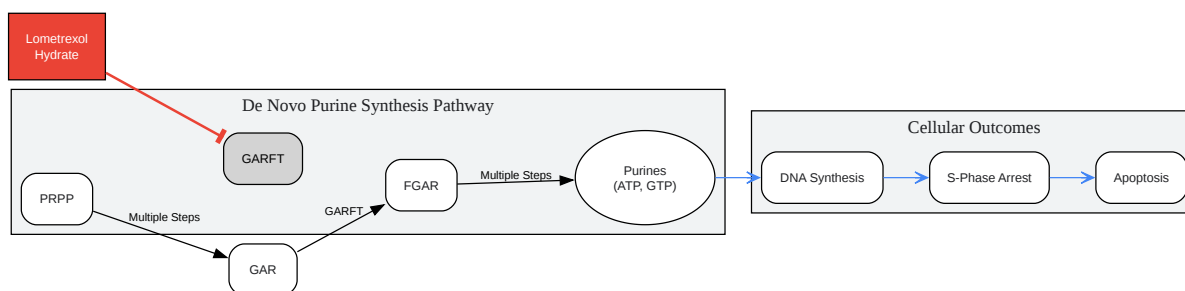 Lometrexol
Hydrate
De Novo Purine Synthesis Pathway
Cellular Outcomes
GARFT
PRPP
Multiple Steps
GAR
GARFT
FGAR
Multiple Steps
Purines
(ATP, GTP)
DNA Synthesis
S-Phase Arrest
Apoptosis